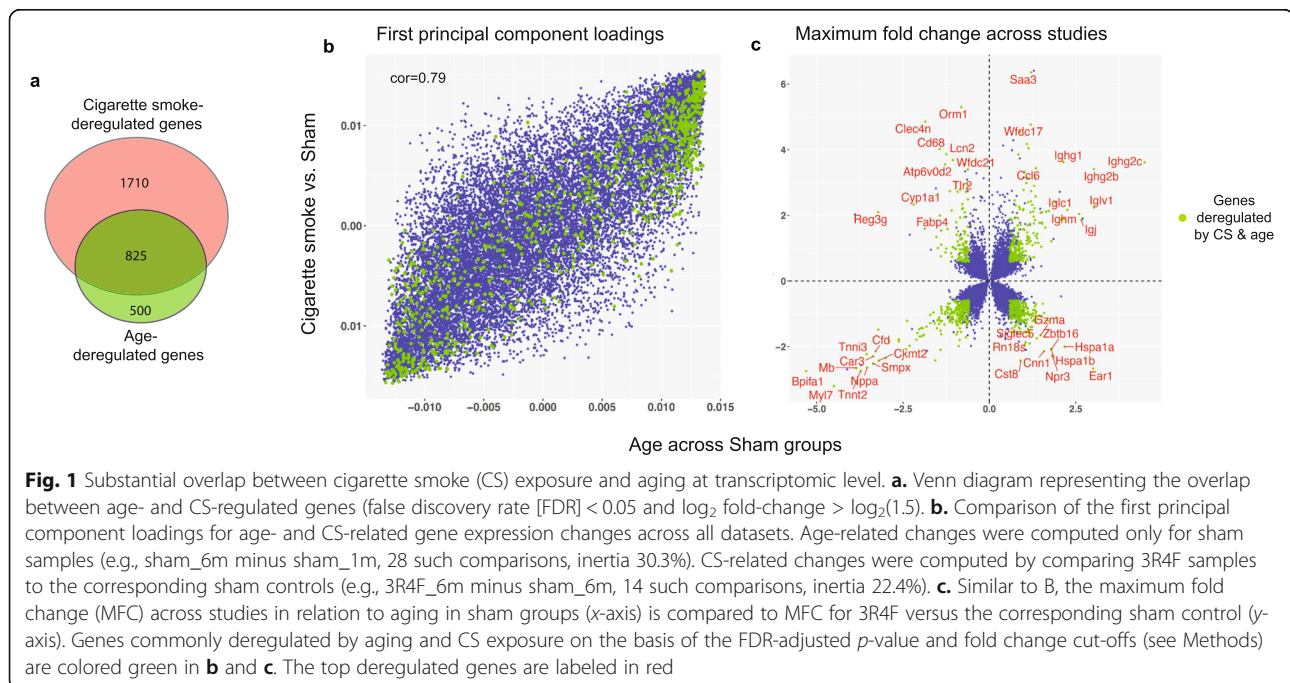 a
Cigarette smoke-
deregulated genes
1710
825
500
Age-
deregulated genes
b
First principal component loadings
cor=0.79
Cigarette smoke vs. Sham
0.01
0.00
0.01
−0.010
−0.005
0.000
0.005
0.010
0.015
c
Maximum fold change across studies
6
4
2
0
−2
−5.0
−2.5
0.0
2.5
Saa3
Orm1
Clec4n
Wfdc17
Cd68
Lcn2
Ighg1
Ighg2c
Wfdc21
Atp6v0d2
Ccl6
Ighg2b
Tlr2
Cyp1a1
Iglc1
Iglv1
Reg3g
Fabp4
Ighm
Igj
Gzma
Siglec5
Zbtb16
Cfd
Tnni3
Rn18s
Hspa1a
Ckmt2
Car3
Cnn1
Hspa1b
Mb
Smpx
Cst8
Npr3
Ear1
Bpifa1
Nppa
Myl7
Tnnt2
Genes
deregulated
by CS & age
Age across Sham groups
Fig. 1 Substantial overlap between cigarette smoke (CS) exposure and aging at transcriptomic level. a. Venn diagram representing the overlap
between age- and CS-regulated genes (false discovery rate [FDR] < 0.05 and log2 fold-change > log2(1.5). b. Comparison of the first principal
component loadings for age- and CS-related gene expression changes across all datasets. Age-related changes were computed only for sham
samples (e.g., sham_6m minus sham_1m, 28 such comparisons, inertia 30.3%). CS-related changes were computed by comparing 3R4F samples
to the corresponding sham controls (e.g., 3R4F_6m minus sham_6m, 14 such comparisons, inertia 22.4%). c. Similar to B, the maximum fold
change (MFC) across studies in relation to aging in sham groups (x-axis) is compared to MFC for 3R4F versus the corresponding sham control (y-
axis). Genes commonly deregulated by aging and CS exposure on the basis of the FDR-adjusted p-value and fold change cut-offs (see Methods)
are colored green in b and c. The top deregulated genes are labeled in red